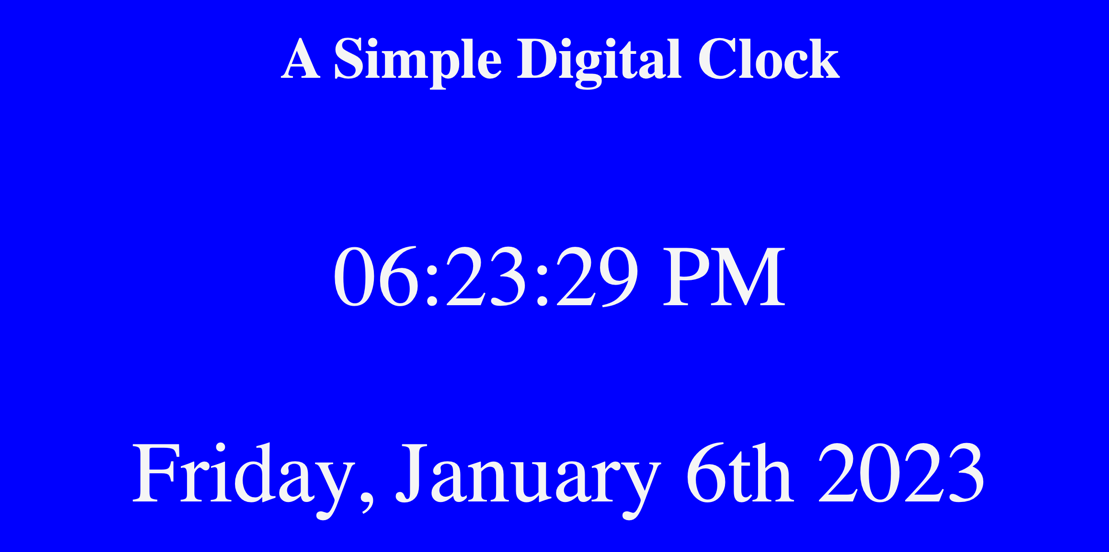 A Simple Digital Clock
06:23:29 PM
Friday, January 6th 2023